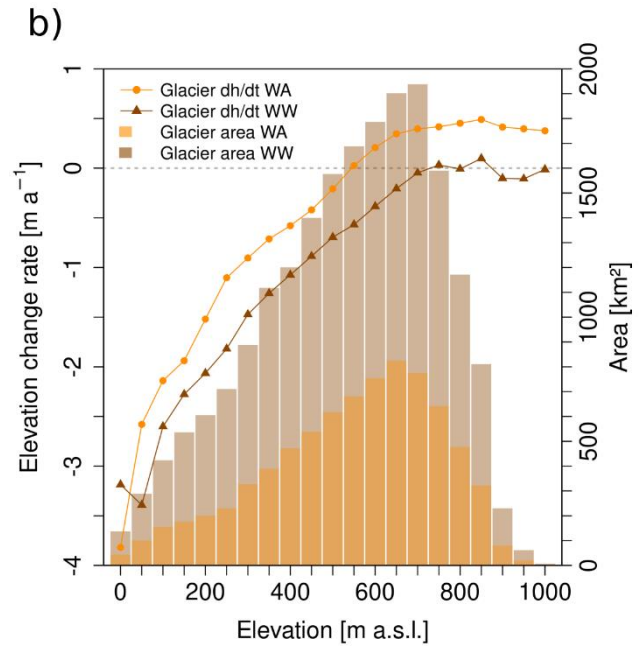 b)
Glacier dh/dt WA
Glacier dh/dt WW
Glacier area WA
Glacier area WW
Elevation change rate [m a⁻¹]
1
0
-1
-2
-3
-4
2000
1500
1000
500
0
Area [km²]
0 200 400 600 800 1000
Elevation [m a.s.l.]